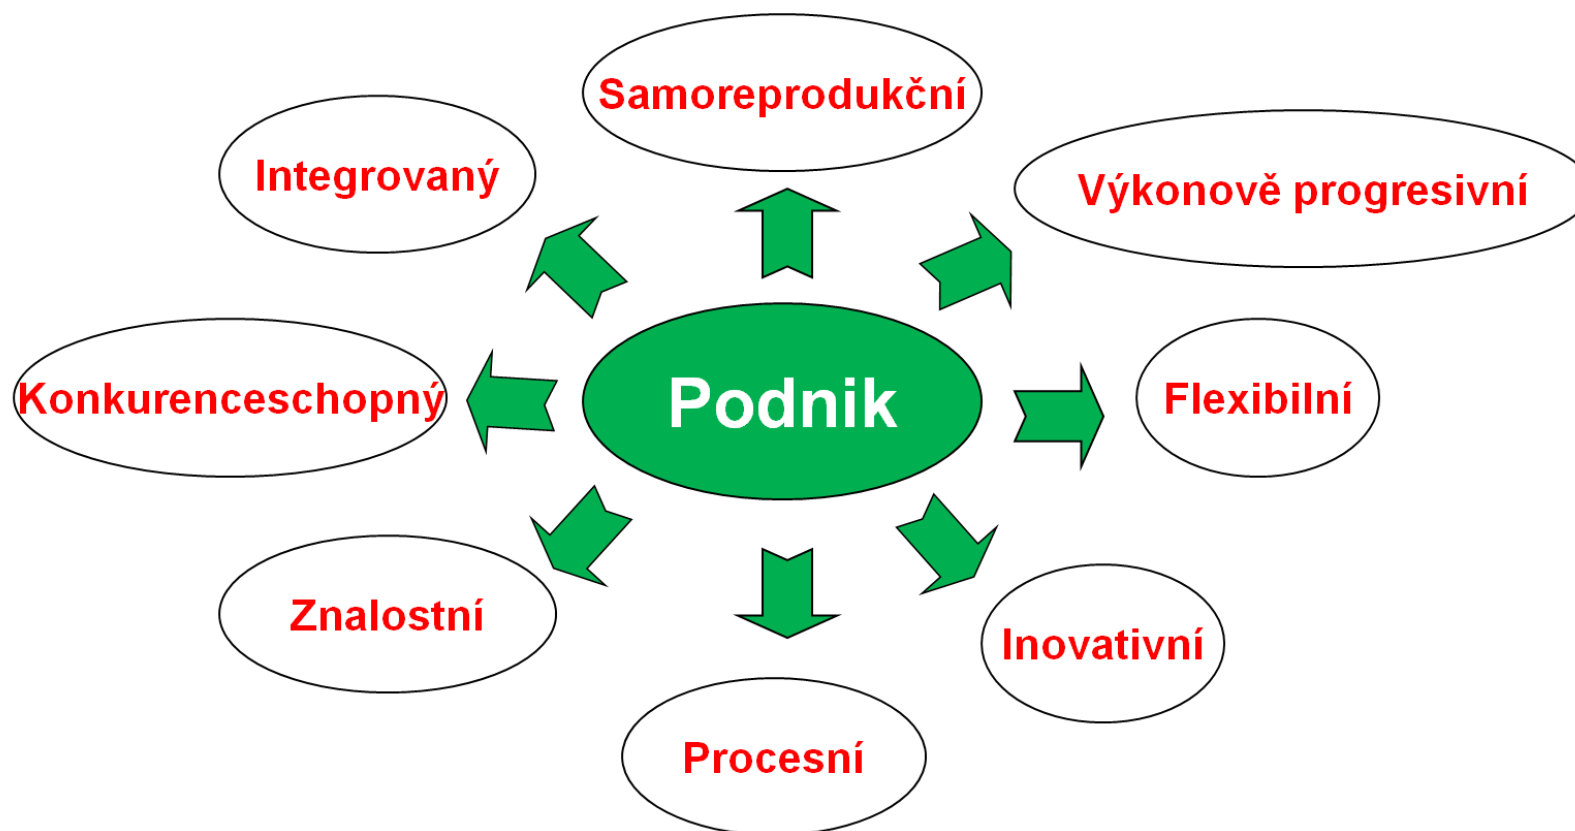 Samoreprodukční
Integrovaný
Výkonově progresivní
Konkurenceschopný
Podnik
Flexibilní
Znalostní
Inovativní
Procesní